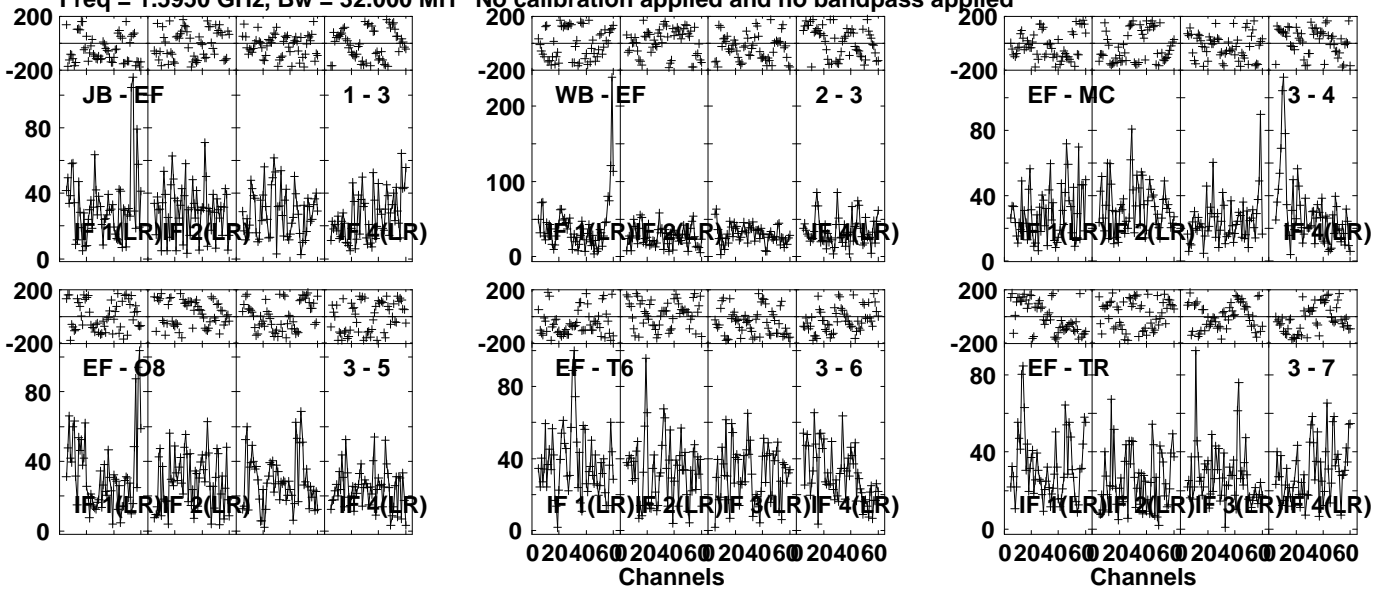 Freq = 1.5950 GHz, Bw = 32.000 MH No calibration applied and no bandpass applied
200 200 200
-200 -200 -200
JB - EF 1 - 3 WB - EF 2 - 3 EF - MC 3 - 4
80 200 80
40 100 40
IF 1(LR) IF 2(LR) IF 4(LR) IF 1(LR) IF 2(LR) IF 4(LR) IF 1(LR) IF 2(LR) IF 4(LR)
0 0 0
200 200 200
-200 -200 -200
EF - O8 3 - 5 EF - T6 3 - 6 EF - TR 3 - 7
80 80 80
40 40 40
IF 1(LR) IF 2(LR) IF 4(LR) IF 1(LR) IF 2(LR) IF 3(LR) IF 4(LR) IF 1(LR) IF 2(LR) IF 3(LR) IF 4(LR)
0 0 0
0 20 40 60 0 20 40 60 0 20 40 60 0 20 40 60 0 20 40 60 0 20 40 60 0 20 40 60 0 20 40 60
Channels Channels